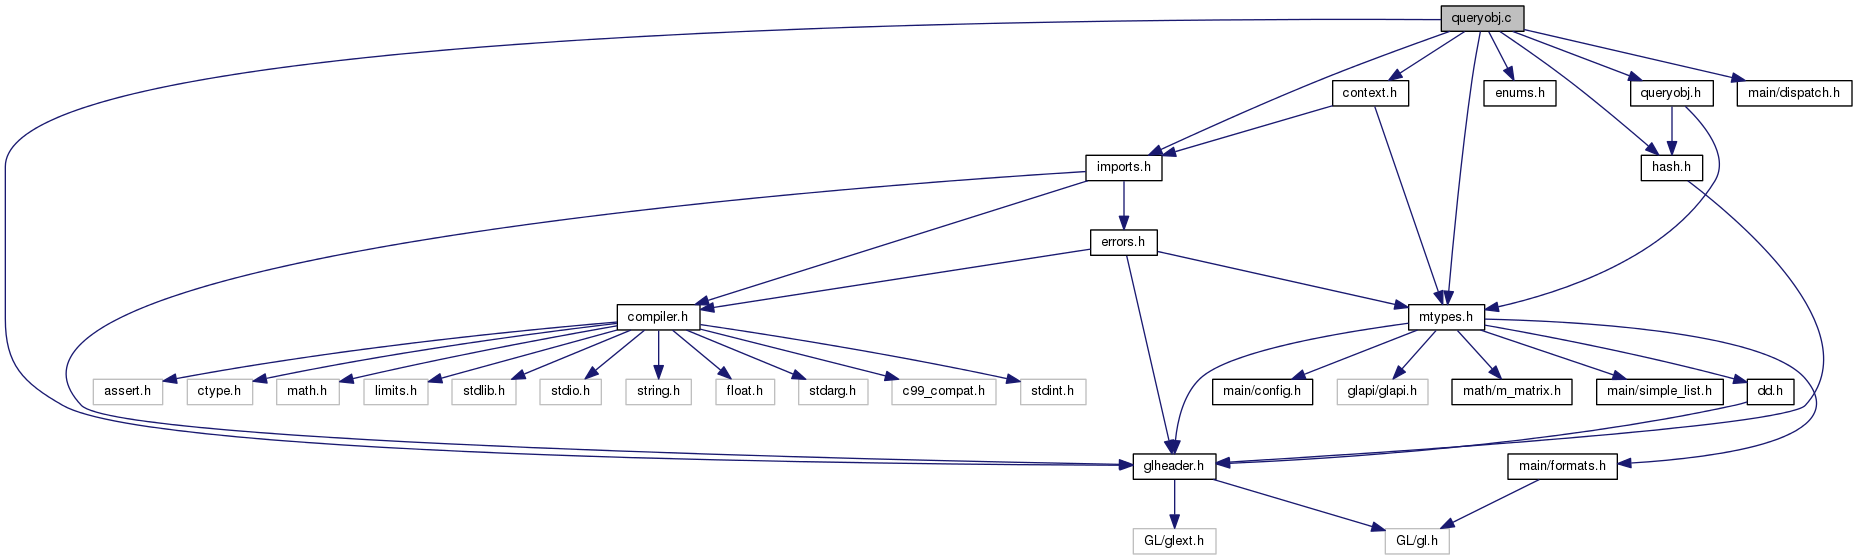 queryobj.c
context.h
enums.h
queryobj.h
main/dispatch.h
imports.h
hash.h
errors.h
compiler.h
mtypes.h
assert.h
ctype.h
math.h
limits.h
stdlib.h
stdio.h
string.h
float.h
stdarg.h
c99_compat.h
stdint.h
main/config.h
glapi/glapi.h
math/m_matrix.h
main/simple_list.h
dd.h
glheader.h
main/formats.h
GL/glext.h
GL/gl.h